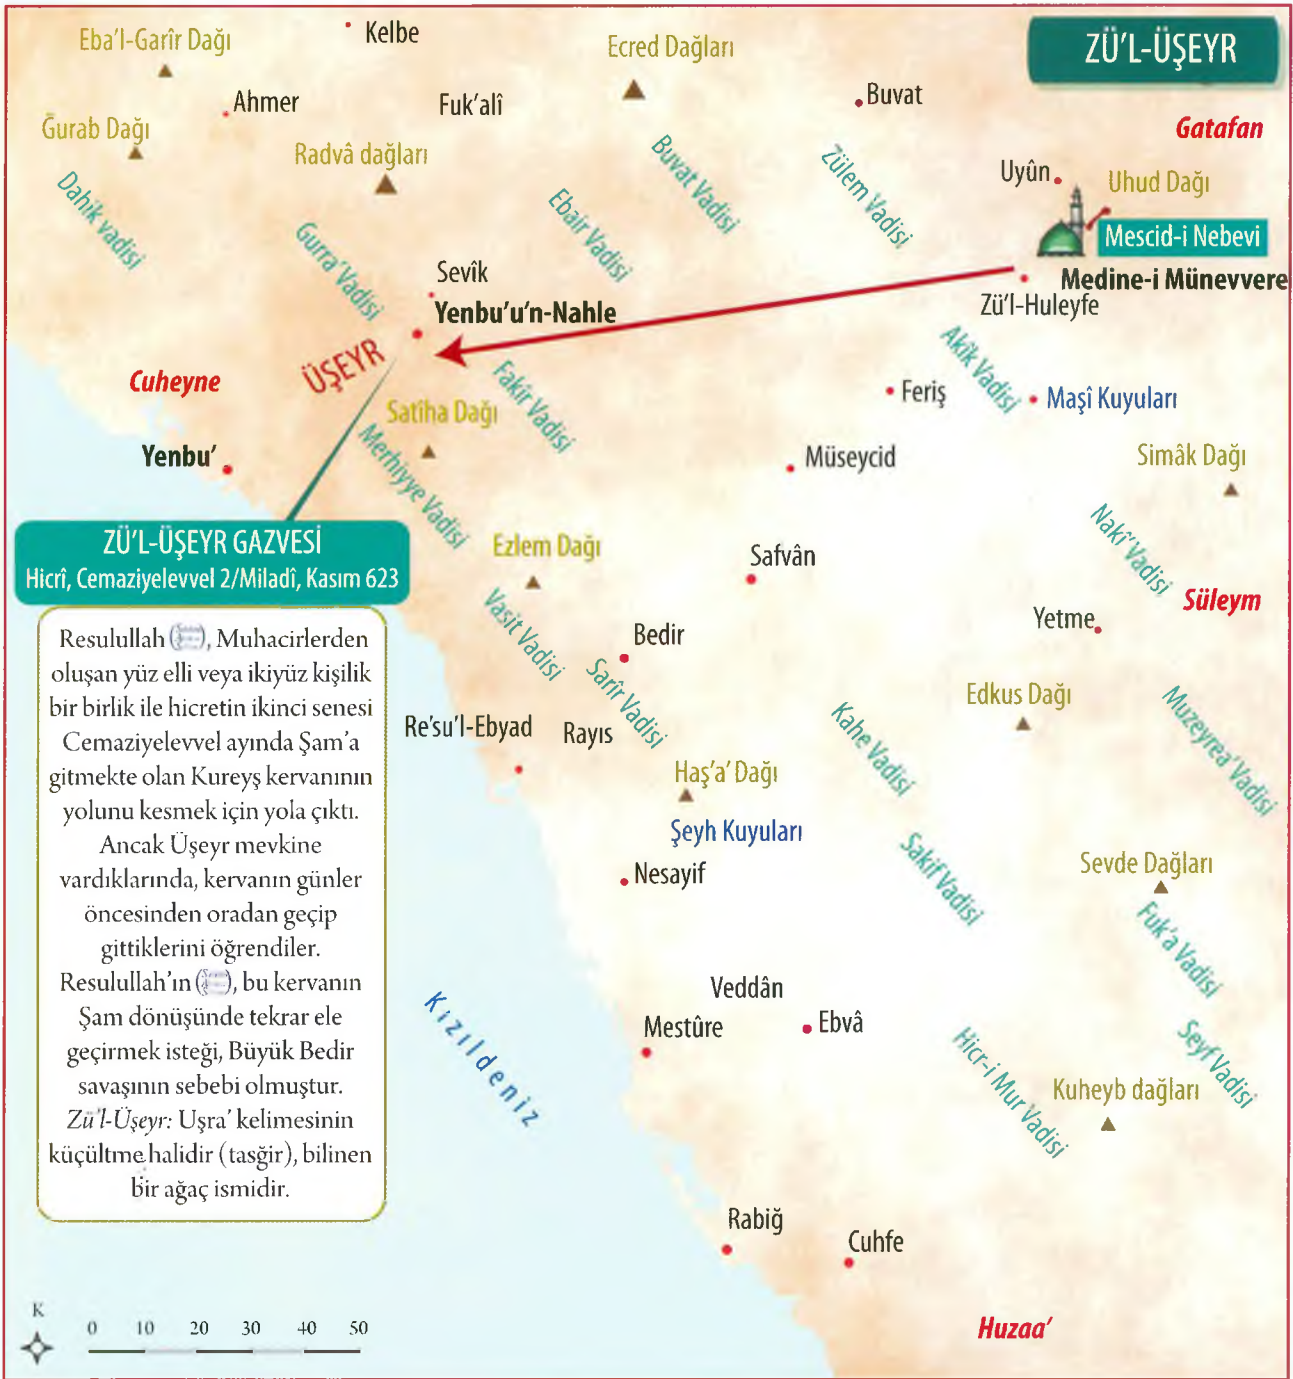 ZÜ'L-ÜŞEYR
Eba'l-Garîr Dağı
Kelbe
Ecred Dağları
Buvat
Ahmer
Fuk'alî
Gatafan
Ğurab Dağı
Radvâ dağları
Buvat Vadisi
Zülem Vadisi
Uyûn
Uhud Dağı
Dahik vadisi
Gurra' Vadisi
Ebair Vadisi
Mescid-i Nebevi
Medine-i Münevvere
Sevîk
Yenbu'u'n-Nahle
Zü'l-Huleyfe
ÜŞEYR
Cuheyne
Fakîr Vadisi
Akîk Vadisi
Feriş
Maşî Kuyuları
Satîha Dağı
Merhiyye Vadisi
Yenbu'
Müseycid
Simâk Dağı
Nakî' Vadisi
ZÜ'L-ÜŞEYR GAZVESİ
Hicrî, Cemaziyelevvel 2/Miladî, Kasım 623
Ezlem Dağı
Safvân
Süleym
Vasit Vadisi
Bedir
Yetme
Sarîr Vadisi
Edkus Dağı
Muzeyrea' Vadisi
Re'su'l-Ebyad
Rayıs
Kahe Vadisi
Haş'a' Dağı
Şeyh Kuyuları
Sakif Vadisi
Sevde Dağları
Nesayif
Fuk'a Vadisi
Veddân
Ebvâ
Mestûre
Kızıldeniz
Hicr-i Mur Vadisi
Seyf Vadisi
Kuheyb dağları
Rabiğ
Cuhfe
Huzaa'
Resulullah ( ), Muhacirlerden
oluşan yüz elli veya ikiyüz kişilik
bir birlik ile hicretin ikinci senesi
Cemaziyelevvel ayında Şam'a
gitmekte olan Kureyş kervanının
yolunu kesmek için yola çıktı.
Ancak Üşeyr mevkine
vardıklarında, kervanın günler
öncesinden oradan geçip
gittiklerini öğrendiler.
Resulullah'ın ( ), bu kervanın
Şam dönüşünde tekrar ele
geçirmek isteği, Büyük Bedir
savaşının sebebi olmuştur.
Zü'l-Üşeyr: Uşra' kelimesinin
küçültme halidir (tasğir), bilinen
bir ağaç ismidir.
K
0 10 20 30 40 50